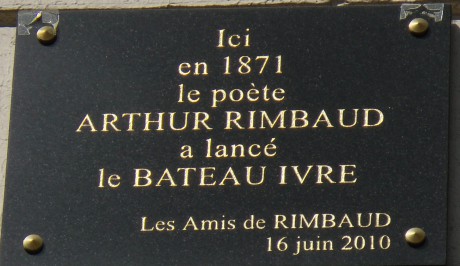 Ici
en 1871
le poète
ARTHUR RIMBAUD
a lancé
le BATEAU IVRE
Les Amis de RIMBAUD
16 juin 2010